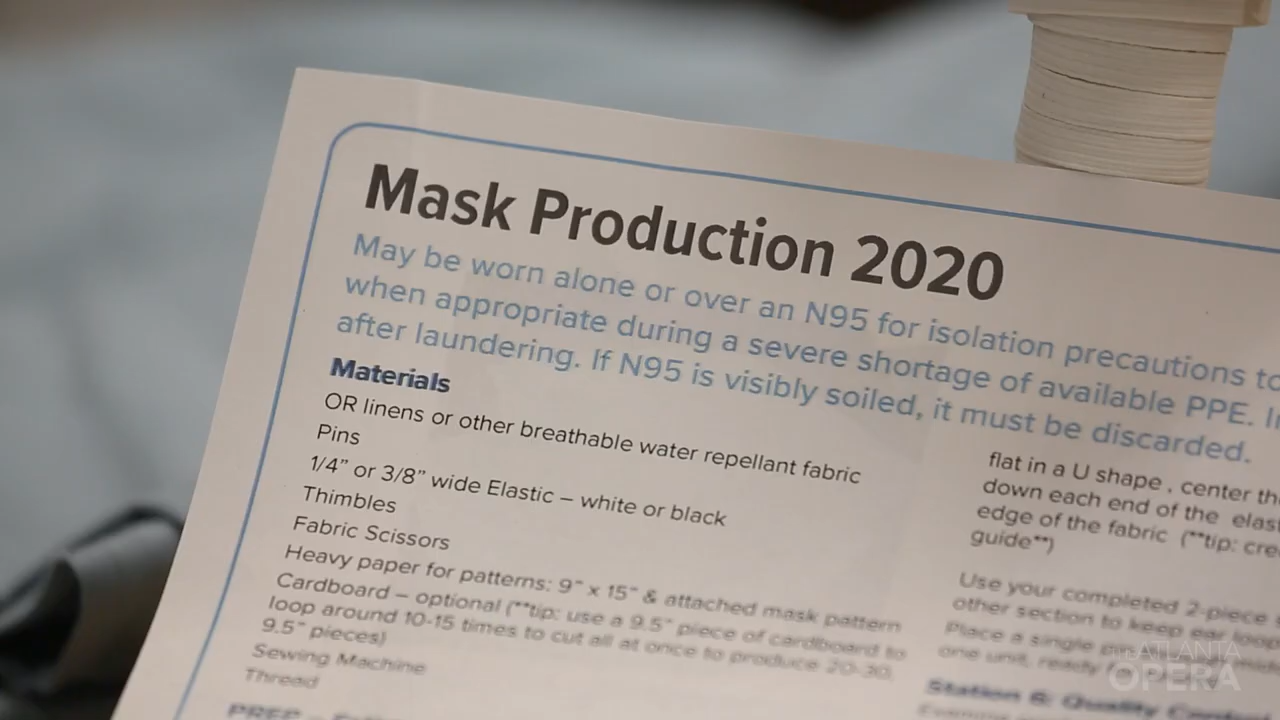 Mask Production 2020
May be worn alone or over an N95 for isolation precautions to
when appropriate during a severe shortage of available PPE.
after laundering. If N95 is visibly soiled, it must be discarded.
Materials
OR linens or other breathable water repellant fabric
Pins
1/4” or 3/8” wide Elastic – white or black
Thimbles
Fabric Scissors
Heavy paper for patterns: 9” x 15” & attached mask pattern
Cardboard – optional (**tip: use a 9.5” piece of cardboard to
loop around 10-15 times to cut all at once to produce 20-30,
9.5” pieces)
Sewing Machine
Thread
PREP –
flat in a U shape , center
down each end of the
edge of the fabric (**tip:
guide**)
Use your completed 2-piece
other section to keep ear
Place a single
one unit, ready
Station 6: Quality
The ATLANTA
OPERA